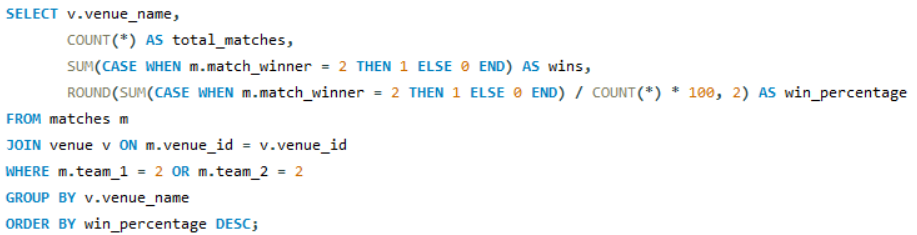 SELECT v.venue_name,
COUNT(*) AS total_matches,
SUM(CASE WHEN m.match_winner = 2 THEN 1 ELSE 0 END) AS wins,
ROUND(SUM(CASE WHEN m.match_winner = 2 THEN 1 ELSE 0 END) / COUNT(*) * 100, 2) AS win_percentage
FROM matches m
JOIN venue v ON m.venue_id = v.venue_id
WHERE m.team_1 = 2 OR m.team_2 = 2
GROUP BY v.venue_name
ORDER BY win_percentage DESC;